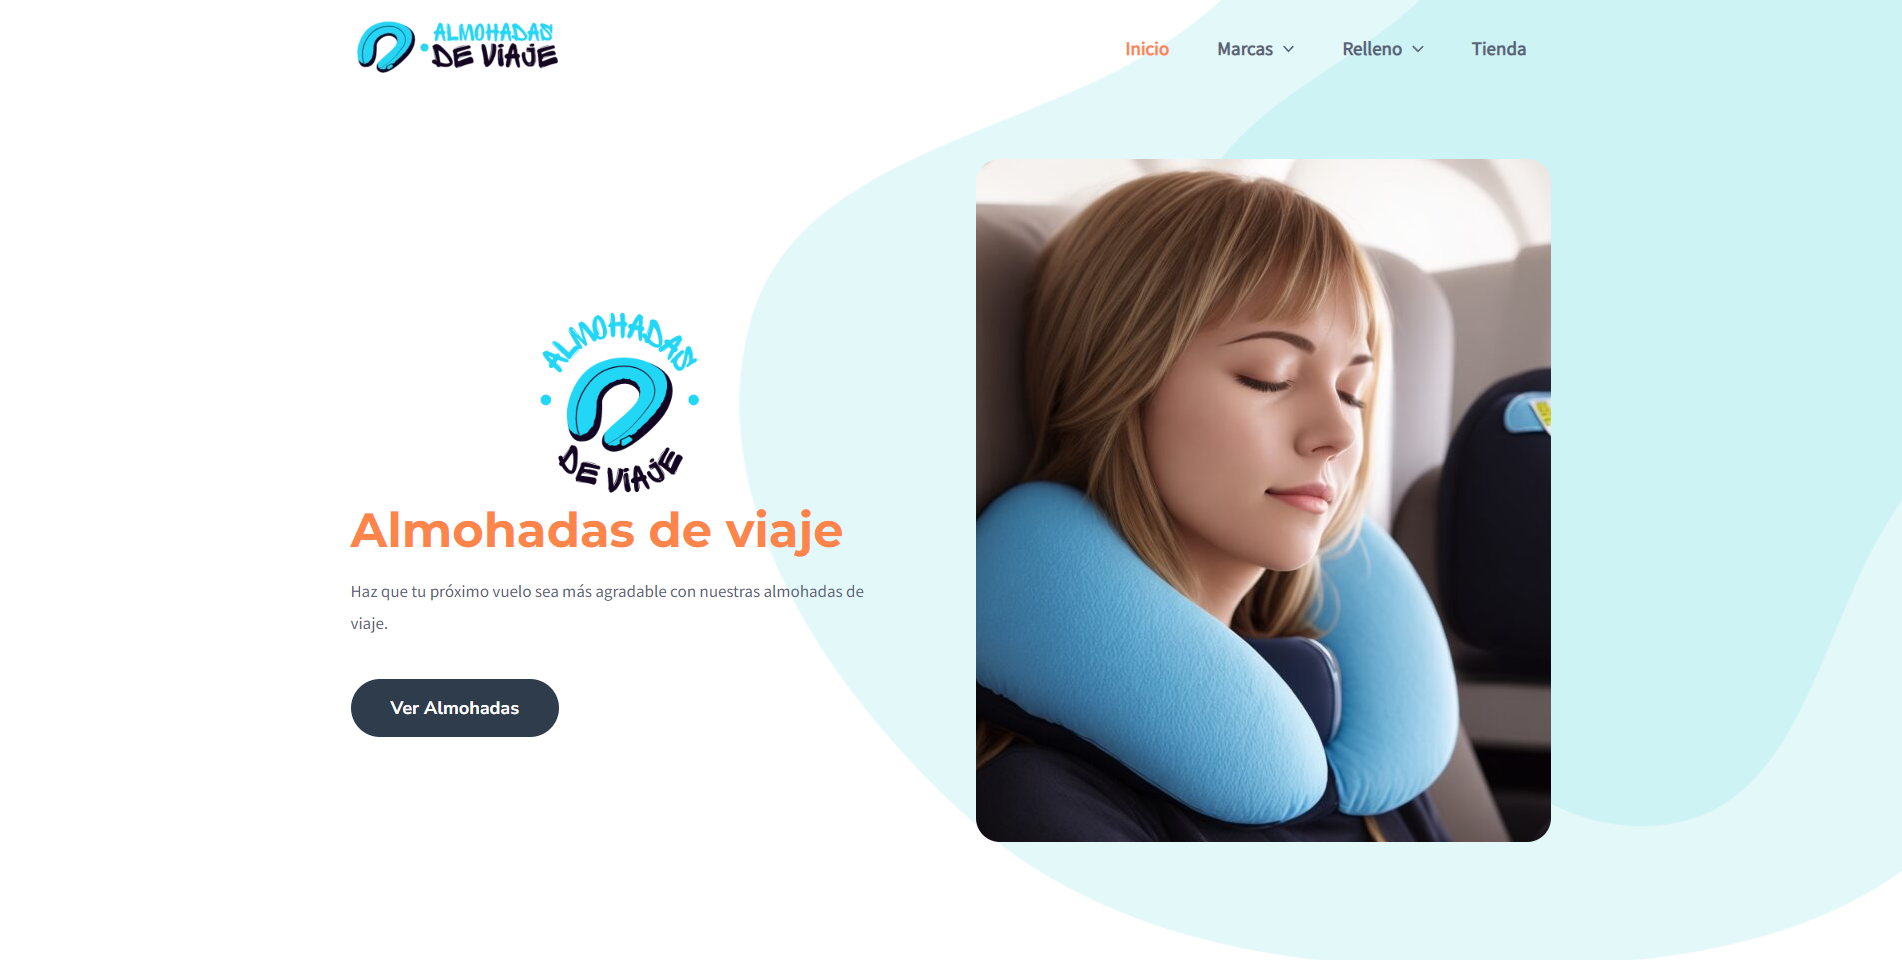 ALMOHADAS
DE VIAJE
Inicio
Marcas
Relleno
Tienda
ALMOHADAS
DE VIAJE
Almohadas de viaje
Haz que tu próximo vuelo sea más agradable con nuestras almohadas de
viaje.
Ver Almohadas